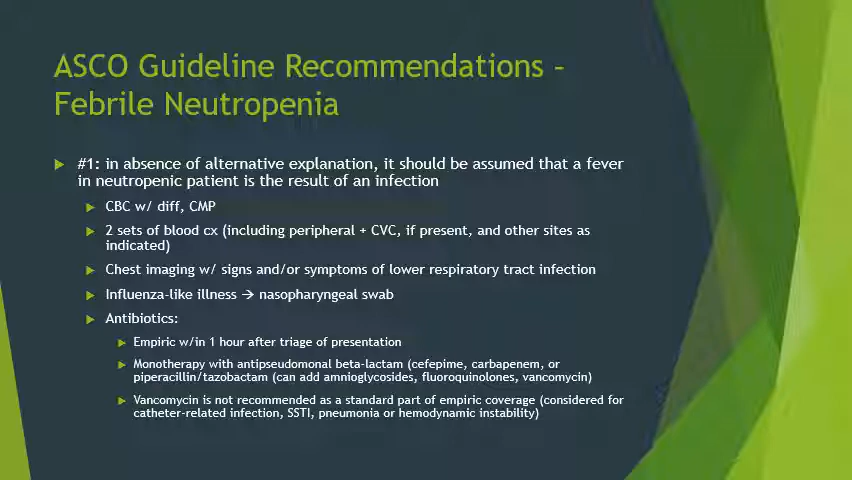 ASCO Guideline Recommendations -
Febrile Neutropenia
#1: in absence of alternative explanation, it should be assumed that a fever
in neutropenic patient is the result of an infection
CBC w/ diff, CMP
2 sets of blood cx (including peripheral + CVC, if present, and other sites as
indicated)
Chest imaging w/ signs and/or symptoms of lower respiratory tract infection
Influenza-like illness → nasopharyngeal swab
Antibiotics:
Empiric w/in 1 hour after triage of presentation
Monotherapy with antipseudomonal beta-lactam (cefepime, carbapenem, or
piperacillin/tazobactam (can add amnioglycosides, fluoroquinolones, vancomycin)
Vancomycin is not recommended as a standard part of empiric coverage (considered for
catheter-related infection, SSTI, pneumonia or hemodynamic instability)